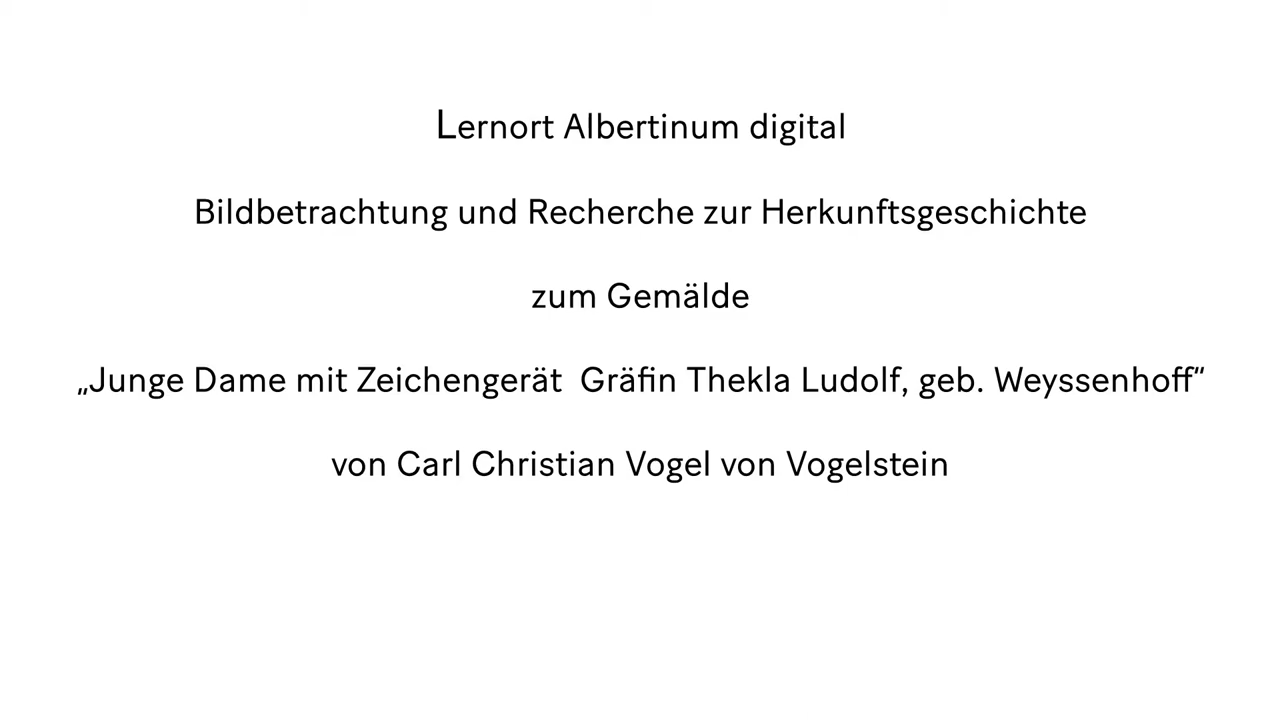 Lernort Albertinum digital
Bildbetrachtung und Recherche zur Herkunftsgeschichte
zum Gemälde
„Junge Dame mit Zeichengerät  Gräfin Thekla Ludolf, geb. Weyssenhoff“
von Carl Christian Vogel von Vogelstein